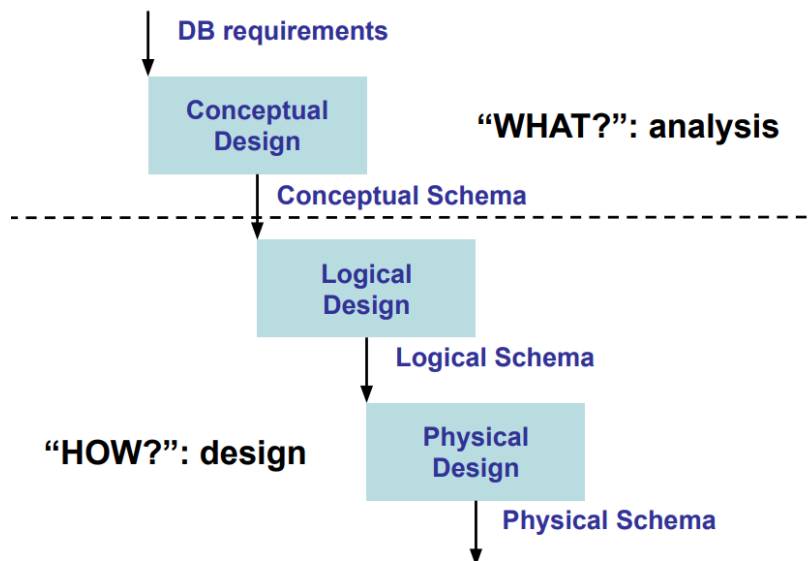 DB requirements
Conceptual
Design
“WHAT?”: analysis
Conceptual Schema
Logical
Design
Logical Schema
Physical
Design
“HOW?”: design
Physical Schema